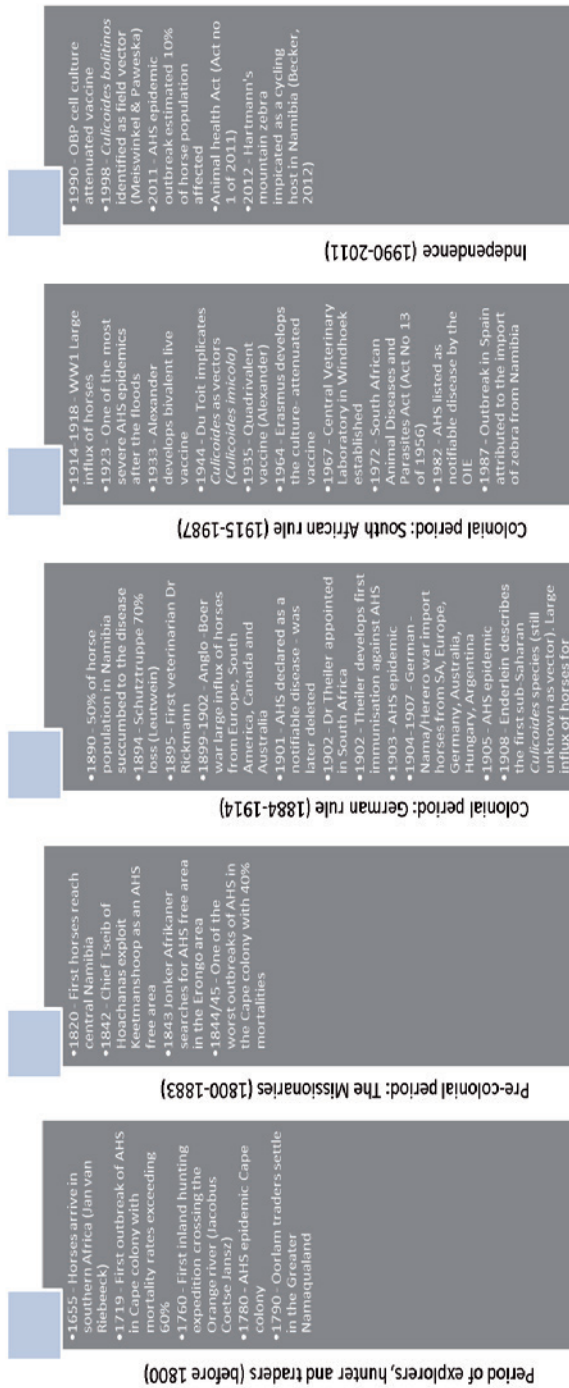 Period of explorers, hunter and traders (before 1800)
•1655 - Horses arrive in
southern Africa (Jan van
Riebeeck)
•1719 - First outbreak of AHS
in Cape colony with
mortality rates exceeding
60%
•1760 - First inland hunting
expedition crossing the
Orange river (Jacobus
Coetse Jansz)
•1780 - AHS epidemic Cape
colony
•1790 - Oorlam traders settle
in the Greater
Namaqualand
Pre-colonial period: The Missionaries (1800-1883)
•1820 - First horses reach
central Namibia
•1842 - Chief Tseib of
Hoachanas exploit
Keetmanshoop as an AHS
free area
•1843 Jonker Afrikaner
searches for AHS free area
in the Erongo area
•1844/45 - One of the
worst outbreaks of AHS in
the Cape colony with 40%
mortalities
Colonial period: German rule (1884-1914)
•1890 - 50% of horse
population in Namibia
succumbed to the disease
•1894 - Schutztruppe 70%
loss (Leutwein)
•1895 - First veterinarian Dr
Rickmann
•1899-1902 - Anglo -Boer
war large influx of horses
from Europe, South
America, Canada and
Australia
•1901 - AHS declared as a
notifiable disease - was
later deleted
•1902 - Dr Theiler appointed
in South Africa
•1902 - Theiler develops first
immunisation against AHS
•1903 - AHS epidemic
•1904-1907 - German -
Nama/Herero war import
horses from SA, Europe,
Germany, Australia,
Hungary, Argentina
•1905 - AHS epidemic
•1908 - Enderlein describes
the first sub-Saharan
Culicoides species (still
unknown as vector). Large
influx of horses for
Colonial period: South African rule (1915-1987)
•1914-1918 - WW1 Large
influx of horses
•1923 - One of the most
severe AHS epidemics
after the floods
•1933 - Alexander
develops bivalent live
vaccine
•1944 - Du Toit implicates
Culicoides as vectors
(Culicoides imicola)
•1935 - Quadrivalent
vaccine (Alexander)
•1964 - Erasmus develops
the culture- attenuated
vaccine
•1967 -Central Veterinary
Laboratory in Windhoek
established
•1972 - South African
Animal Diseases and
Parasites Act (Act No 13
of 1956)
•1982 - AHS listed as
notifiable disease by the
OIE
•1987 - Outbreak in Spain
attributed to the import
of zebra from Namibia
Independence (1990-2011)
•1990 - OBP cell culture
attenuated vaccine
•1998 - Culicoides bolitinos
identified as field vector
(Meiswinkel & Paweska)
•2011 - AHS epidemic
outbreak estimated 10%
of horse population
affected
•Animal health Act (Act no
1 of 2011)
•2012 - Hartmann's
mountain zebra
impicated as a cycling
host in Namibia (Becker,
2012)